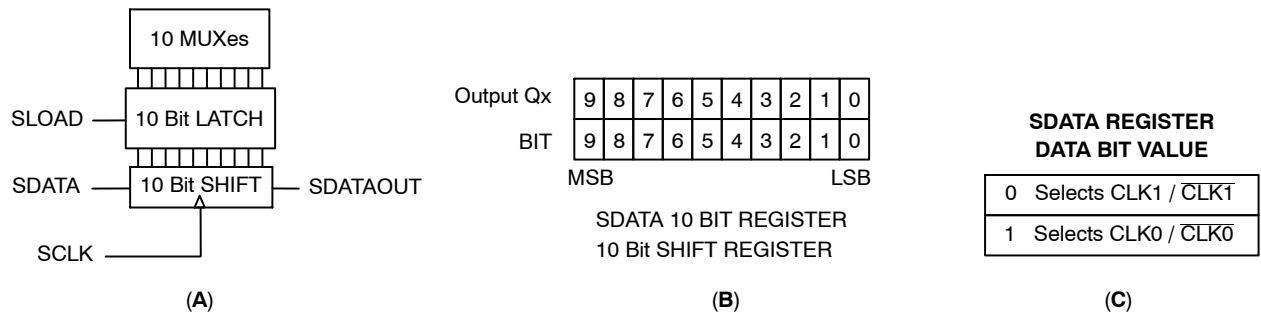 10 MUXes
SLOAD
10 Bit LATCH
SDATA
10 Bit SHIFT
SDATAOUT
SCLK
(A)
Output Qx 9 8 7 6 5 4 3 2 1 0
BIT 9 8 7 6 5 4 3 2 1 0
MSB LSB
SDATA 10 BIT REGISTER
10 Bit SHIFT REGISTER
(B)
SDATA REGISTER
DATA BIT VALUE
0 Selects CLK1 / C̅L̅K̅1̅
1 Selects CLK0 / C̅L̅K̅0̅
(C)